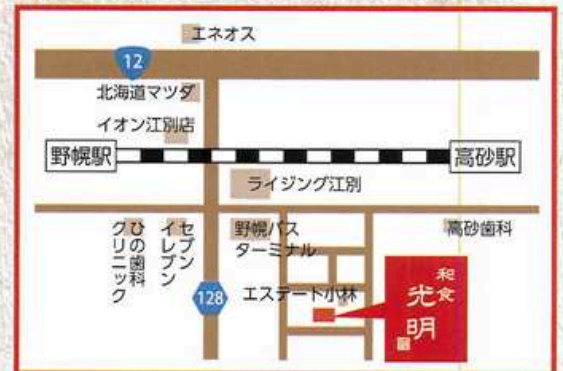 エネオス
12
北海道マツダ
イオン江別店
野幌駅
高砂駅
ライジング江別
ひの歯科
クリニック
セブン
イレブン
野幌バス
ターミナル
高砂歯科
128
エステート小林
和食
光明